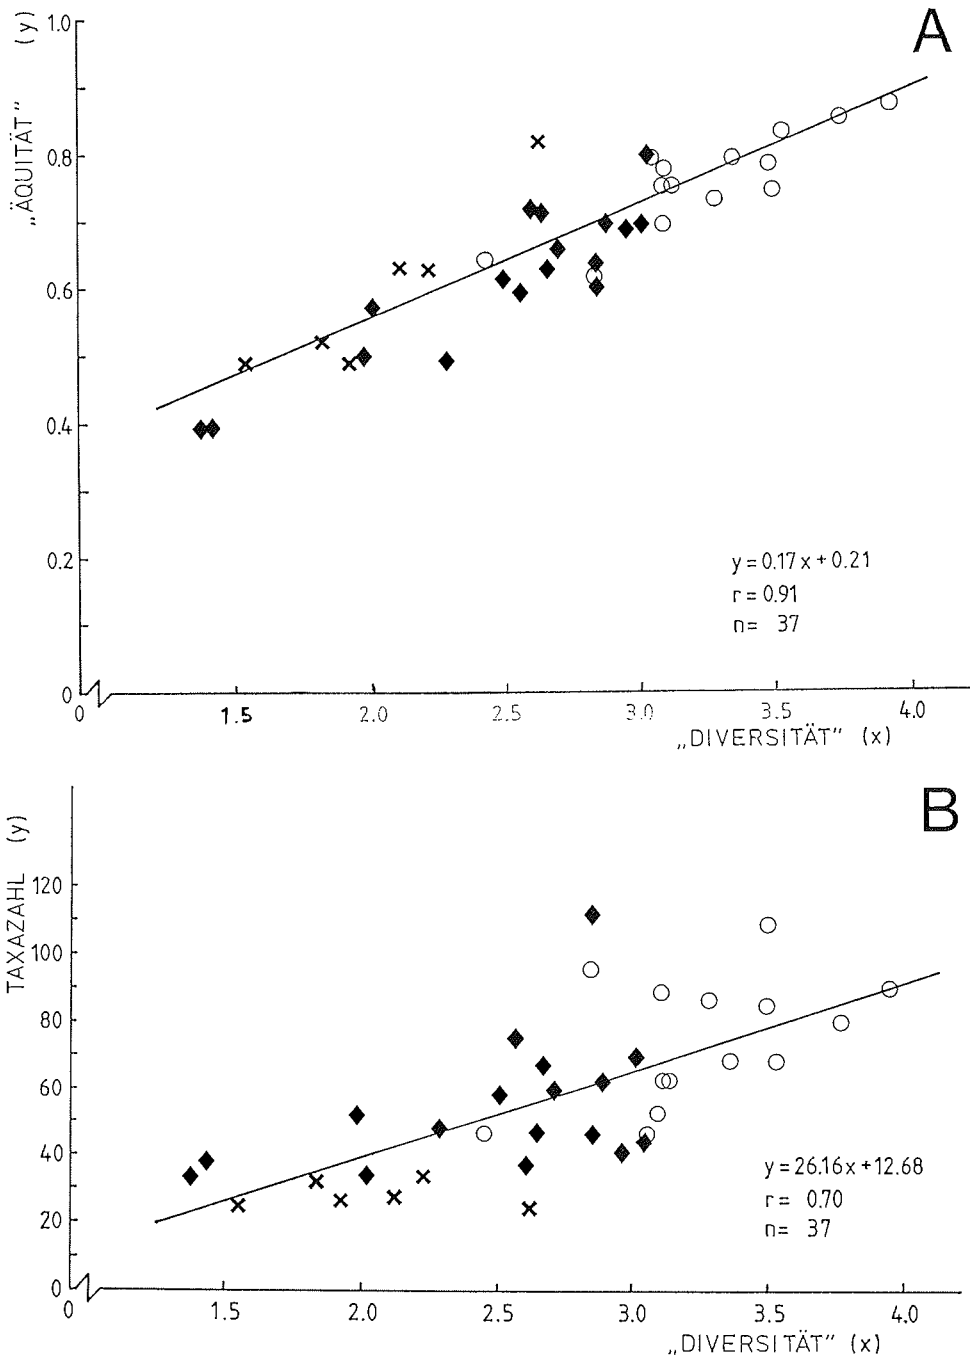 A
„ÄQUITÄT” (y)
1.0
0.8
0.6
0.4
0.2
0
y = 0.17 x + 0.21
r = 0.91
n = 37
0 1.5 2.0 2.5 3.0 3.5 4.0
„DIVERSITÄT” (x)
B
TAXAZAHL (y)
120
100
80
60
40
20
0
y = 26.16 x + 12.68
r = 0.70
n = 37
0 1.5 2.0 2.5 3.0 3.5 4.0
„DIVERSITÄT” (x)